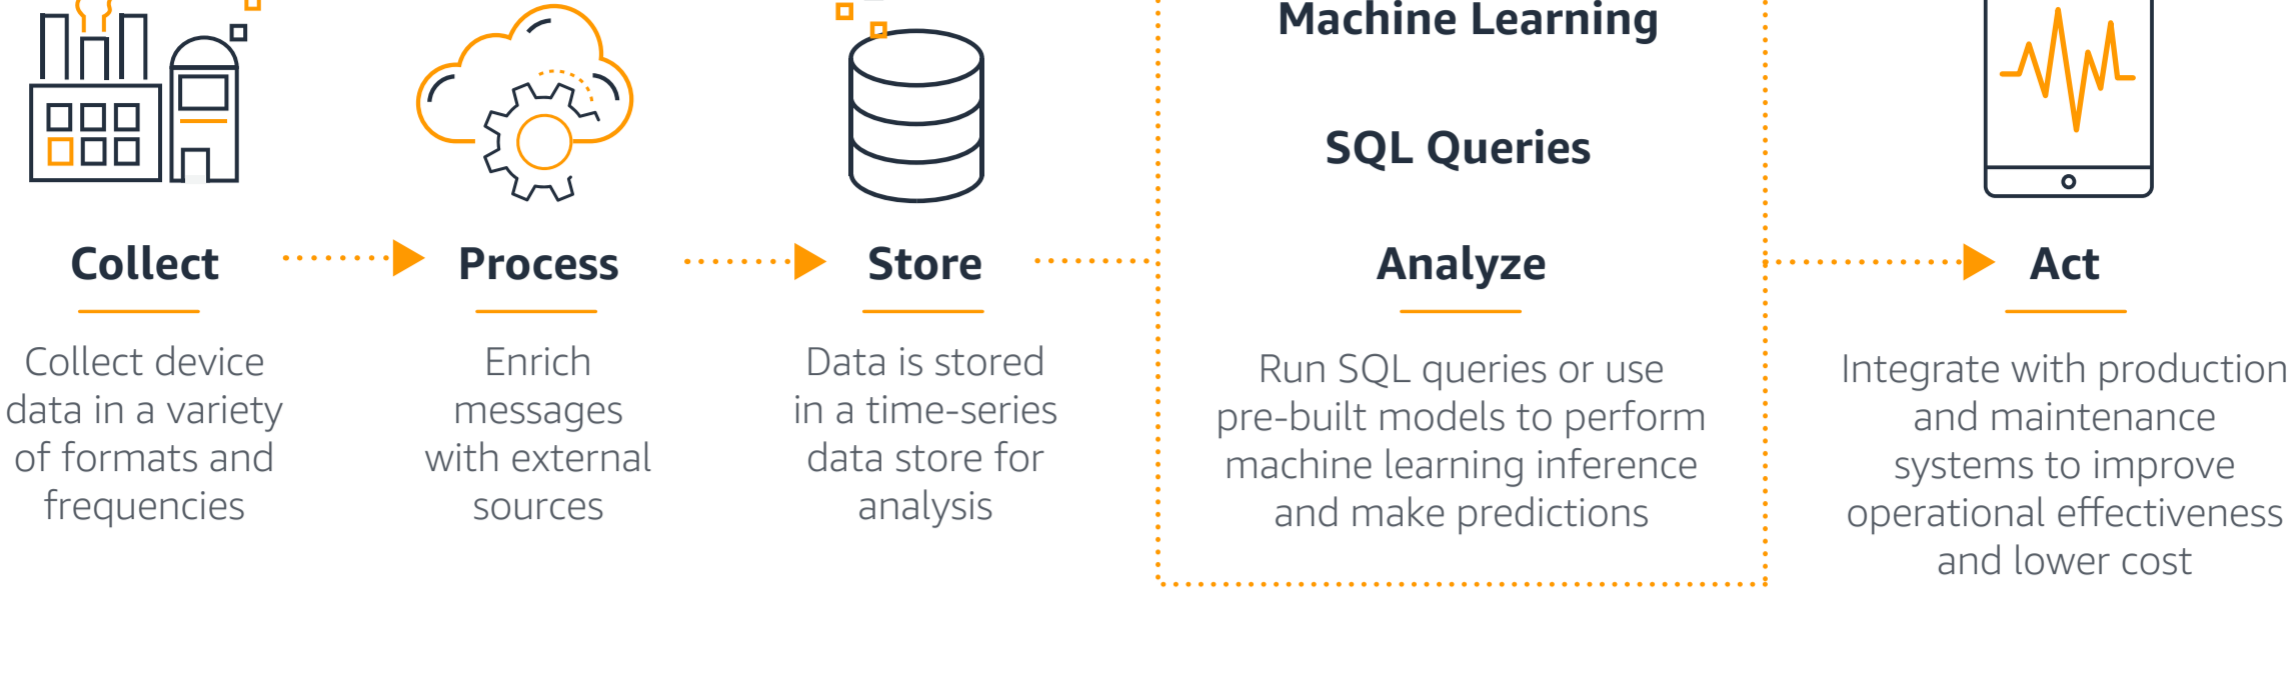 Machine Learning
SQL Queries
Collect
Process
Store
Analyze
Act
Collect device
data in a variety
of formats and
frequencies
Enrich
messages
with external
sources
Data is stored
in a time-series
data store for
analysis
Run SQL queries or use
pre-built models to perform
machine learning inference
and make predictions
Integrate with production
and maintenance
systems to improve
operational effectiveness
and lower cost